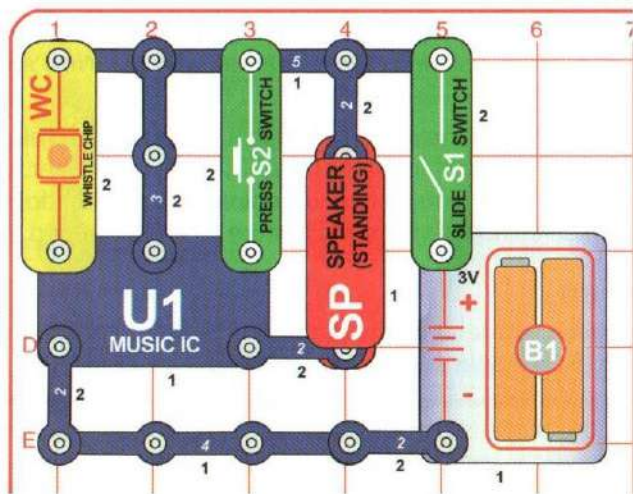 1 2 3 4 5 6 7
WC
WHISTLE CHIP
2
3
2
PRESS S2 SWITCH
2
5
1
2
2
SPEAKER
(STANDING)
SP
1
SLIDE S1 SWITCH
2
3V
+
-
B1
1
U1
MUSIC IC
1
D
2
2
2
2
E
4
1
2
2